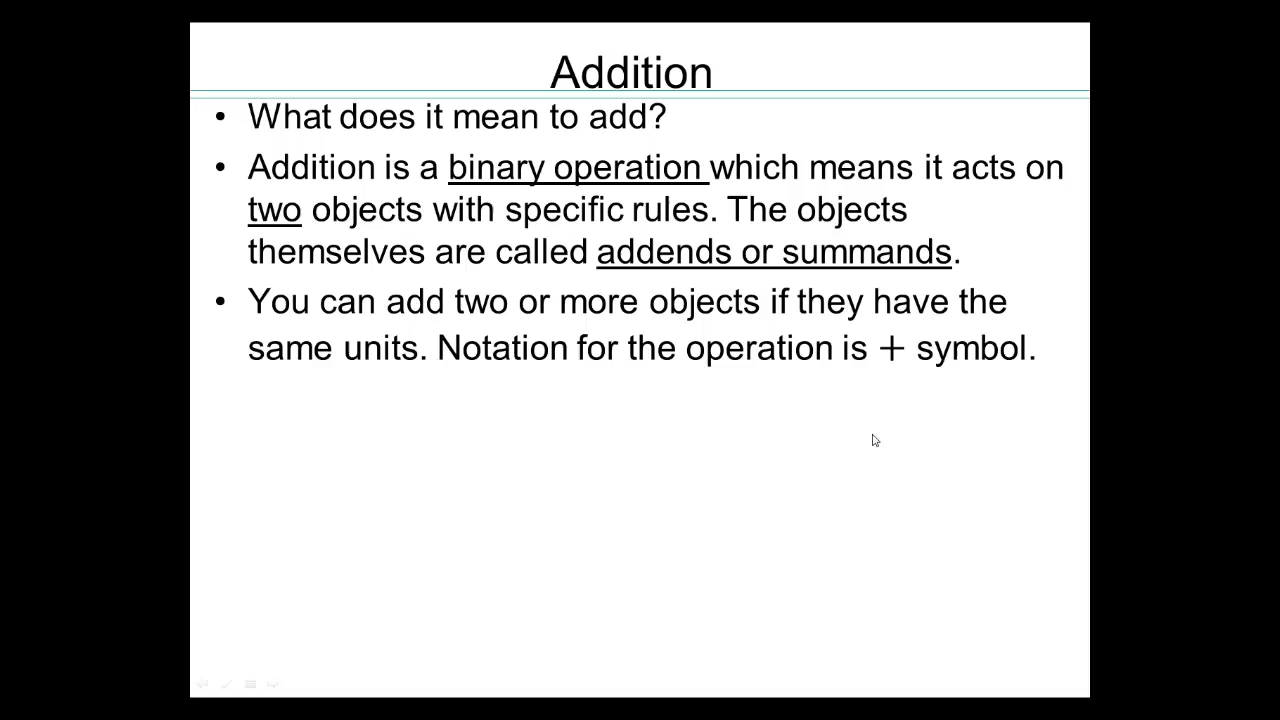 Addition
• What does it mean to add?
• Addition is a binary operation which means it acts on
two objects with specific rules. The objects
themselves are called addends or summands.
• You can add two or more objects if they have the
same units. Notation for the operation is + symbol.